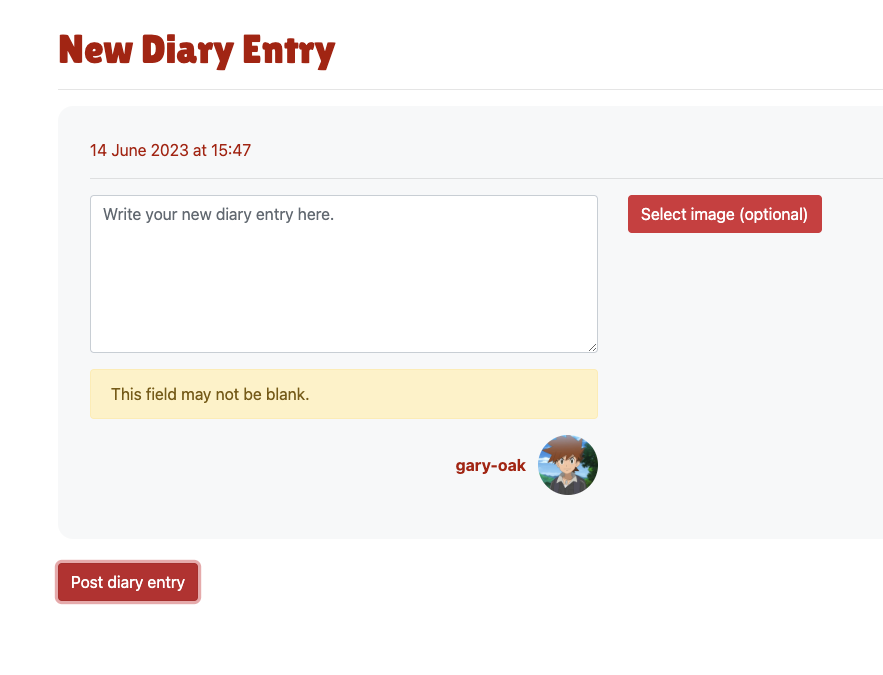 New Diary Entry
14 June 2023 at 15:47
Write your new diary entry here.
Select image (optional)
This field may not be blank.
gary-oak
Post diary entry